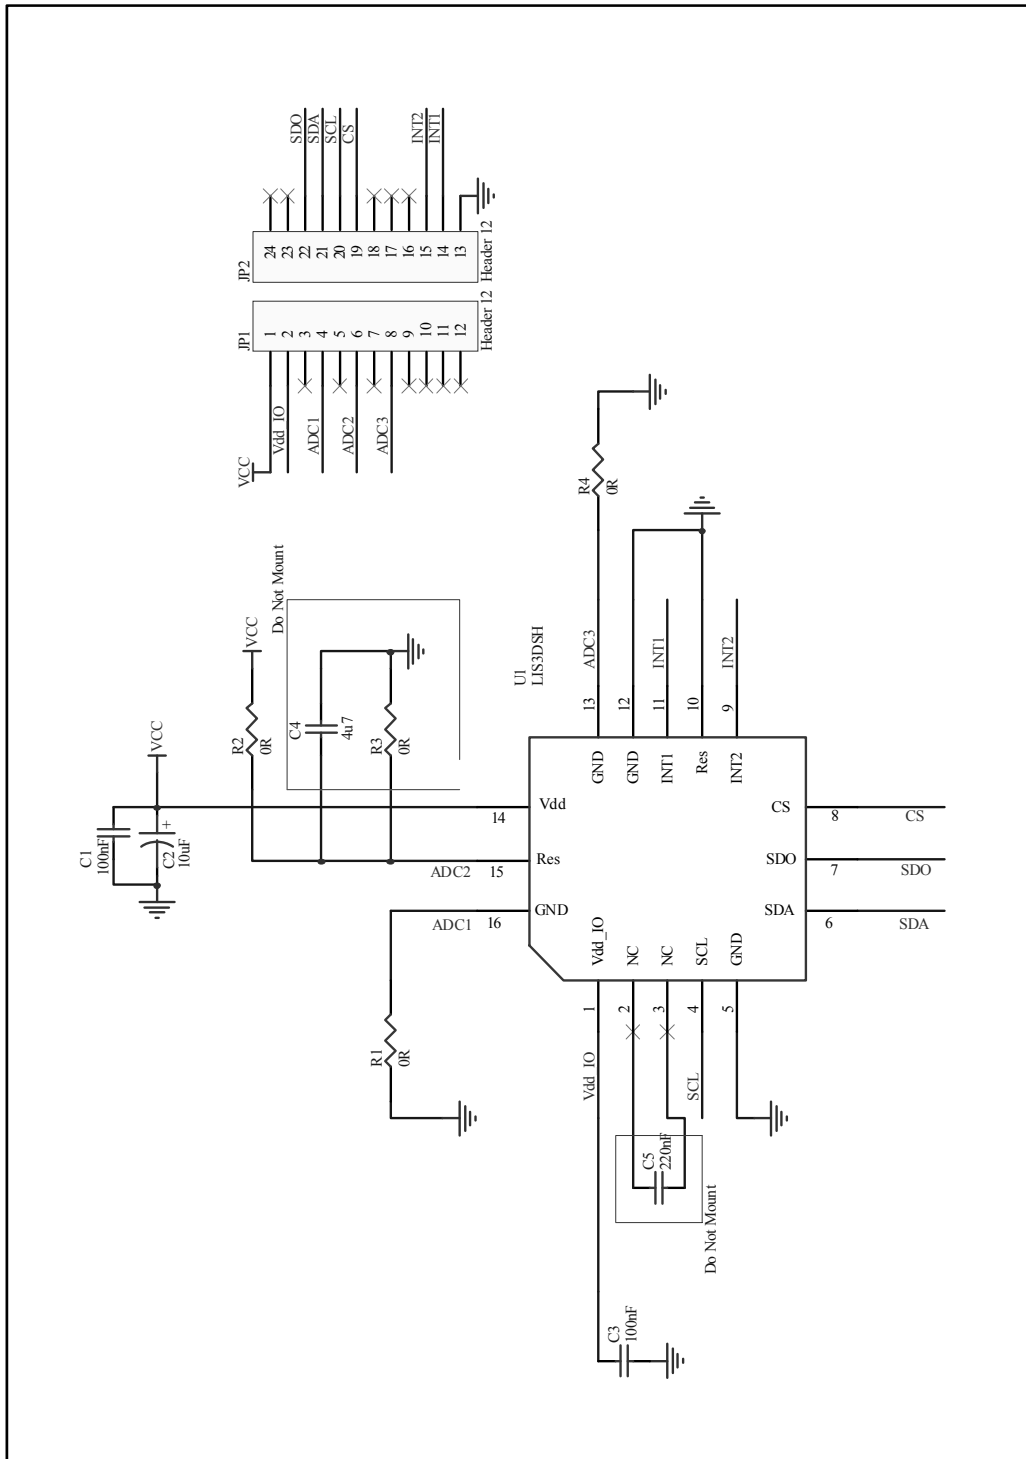 SDO
SDA
SCL
CS
INT2
INT1
JP2
24
23
22
21
20
19
18
17
16
15
14
13
Header 12
JP1
1
2
3
4
5
6
7
8
9
10
11
12
Header 12
VCC
Vdd_IO
ADC1
ADC2
ADC3
R4
0R
Do Not Mount
VCC
R2
0R
C4
4u7
R3
0R
VCC
C1
100nF
C2
10uF
+
U1
LIS3DSH
ADC3
INT1
INT2
13
12
11
10
9
GND
GND
INT1
Res
INT2
14
Vdd
ADC2
15
Res
ADC1
16
GND
CS
8
CS
SDO
7
SDO
SDA
6
SDA
Vdd_IO
NC
NC
SCL
GND
1
2
3
4
5
R1
0R
Vdd_IO
SCL
C5
220nF
Do Not Mount
C3
100nF